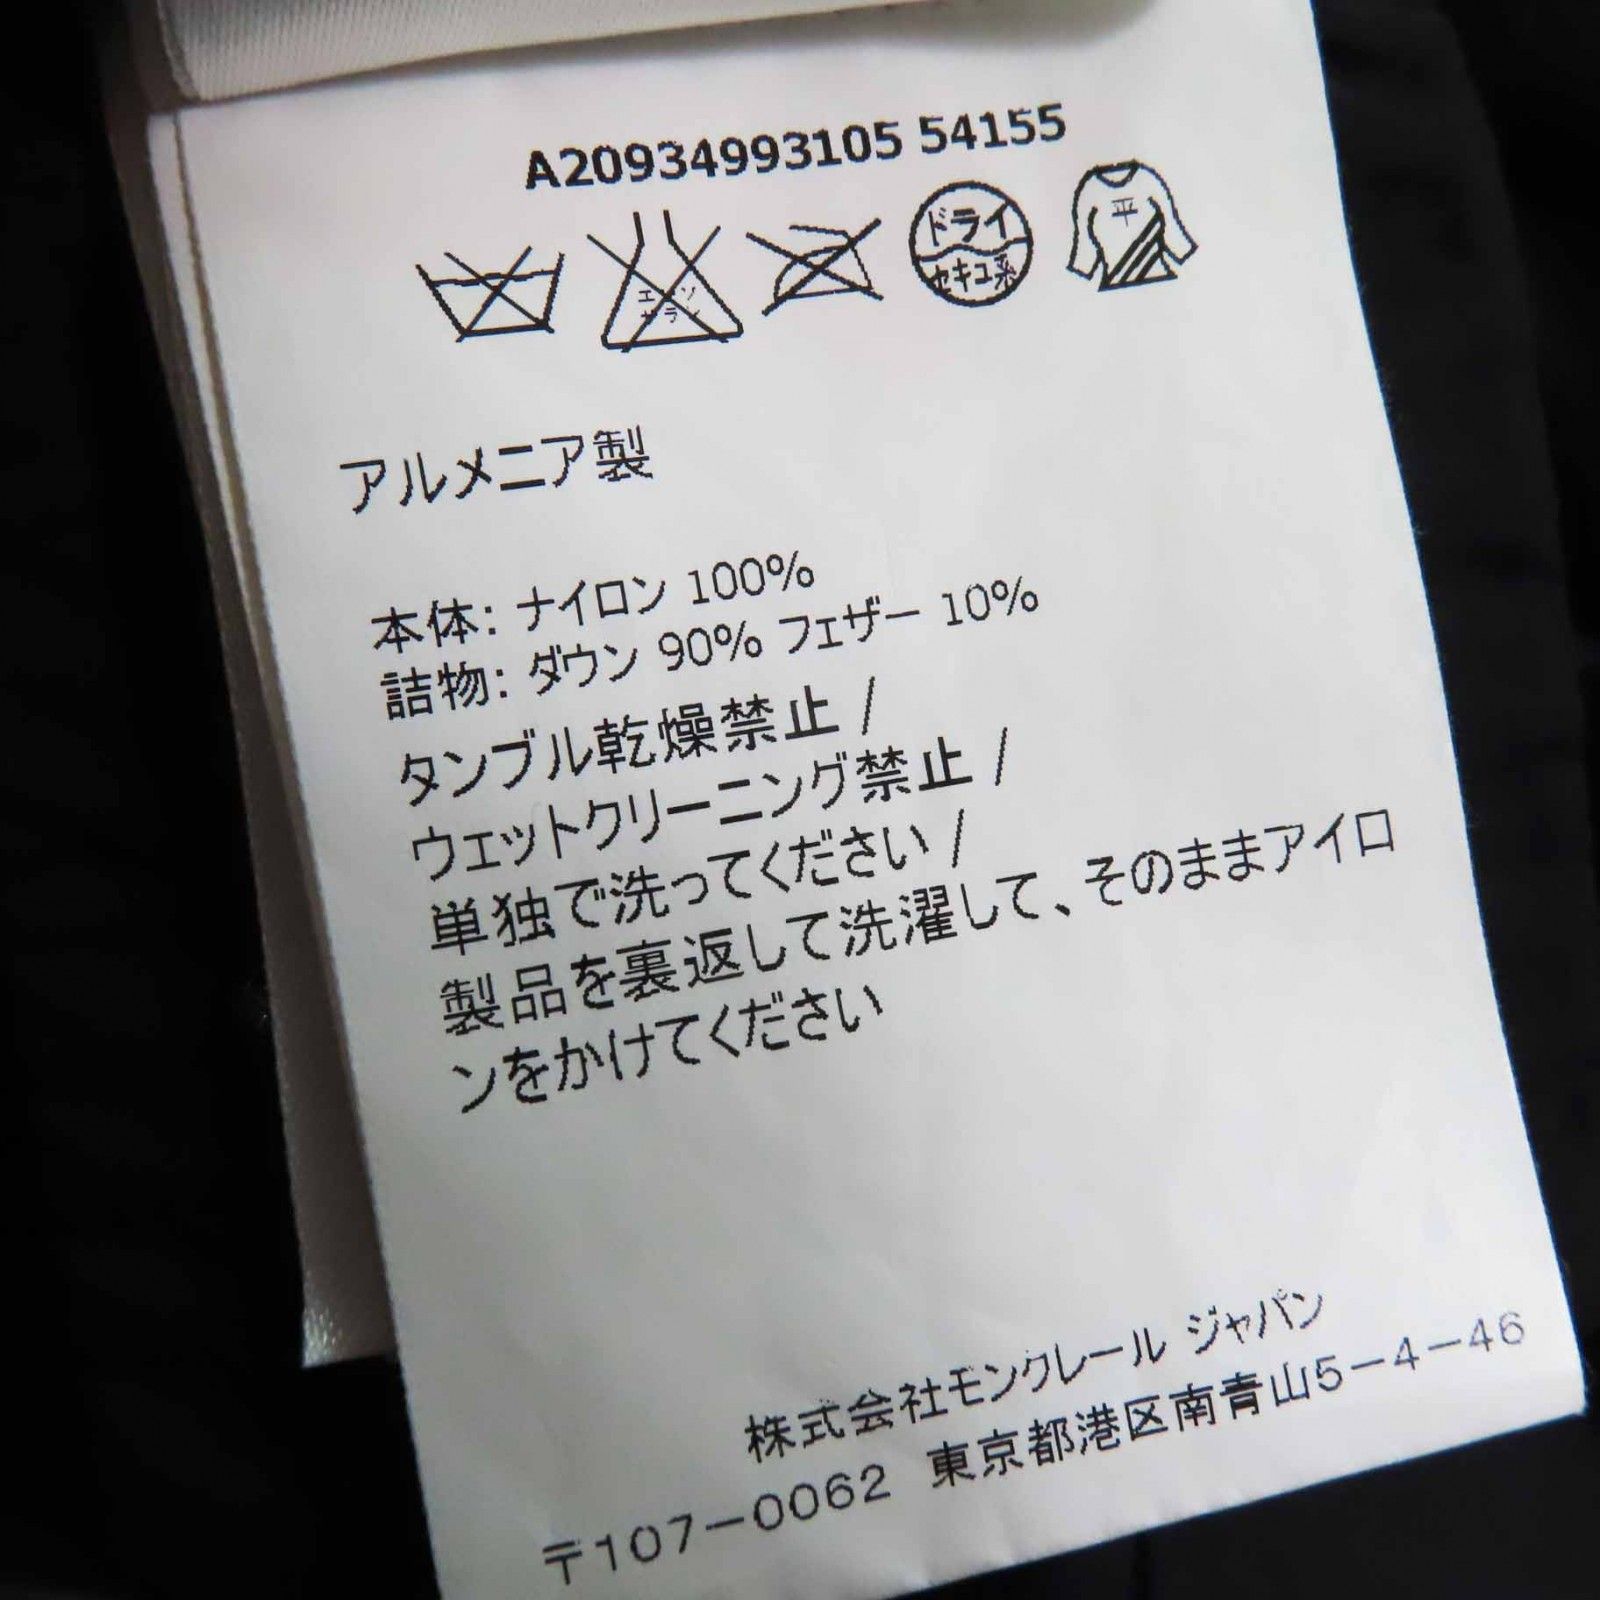 A20934993105 54155
エンソ
サラン
ドライ
セキユ系
平
アルメニア製
本体: ナイロン 100%
詰物: ダウン 90% フェザー 10%
タンブル乾燥禁止 /
ウェットクリーニング禁止 /
単独で洗ってください /
製品を裏返して洗濯して、そのままアイロ
ンをかけてください
株式会社モンクレール ジャパン
〒107-0062 東京都港区南青山5-4-46